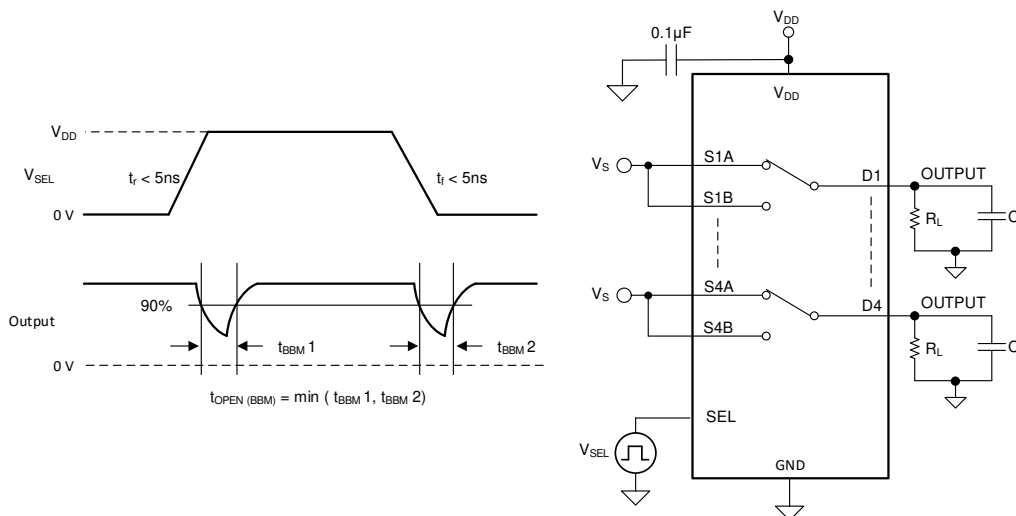 V_DD
V_SEL
t_r < 5ns
t_f < 5ns
0 V
90%
Output
t_BBM 1
t_BBM 2
0 V
t_OPEN (BBM) = min ( t_BBM 1, t_BBM 2)
V_DD
0.1µF
V_DD
V_S
S1A
D1
OUTPUT
S1B
R_L
C
V_S
S4A
D4
OUTPUT
S4B
R_L
C
SEL
V_SEL
GND